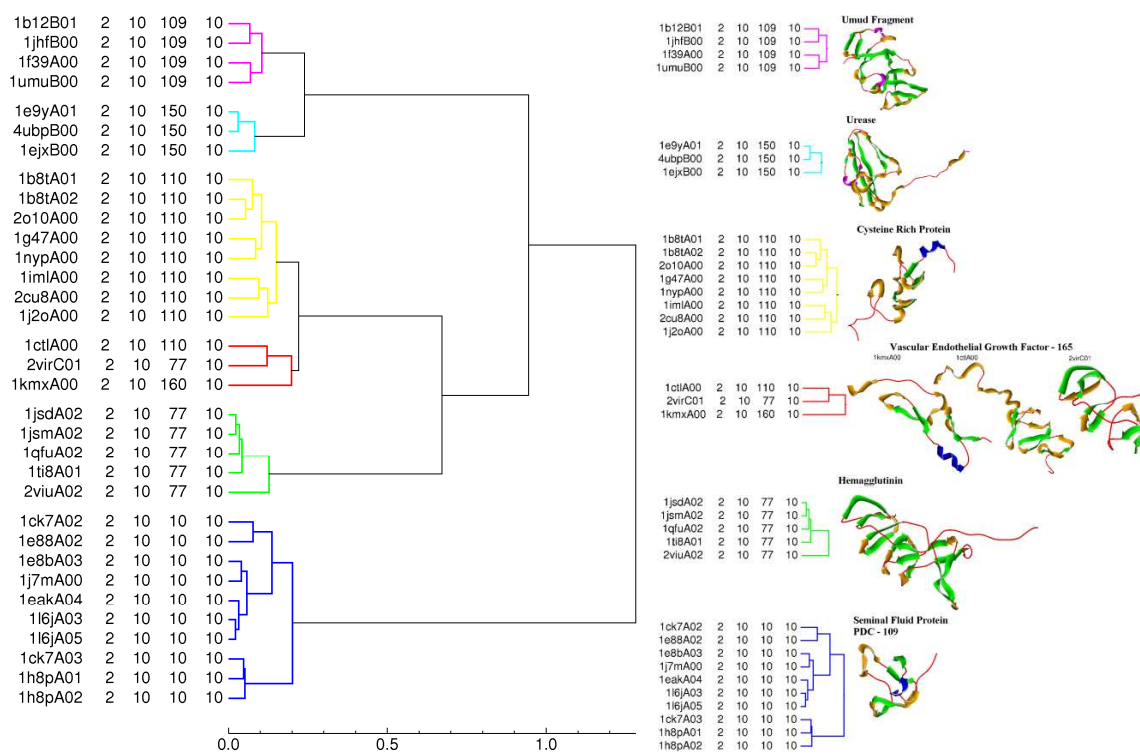 1b12B01 2 10 109 10
1jhfB00 2 10 109 10
1f39A00 2 10 109 10
1umuB00 2 10 109 10
1e9yA01 2 10 150 10
4ubpB00 2 10 150 10
1ejxB00 2 10 150 10
1b8tA01 2 10 110 10
1b8tA02 2 10 110 10
2o10A00 2 10 110 10
1g47A00 2 10 110 10
1nypA00 2 10 110 10
1imlA00 2 10 110 10
2cu8A00 2 10 110 10
1j2oA00 2 10 110 10
1ctlA00 2 10 110 10
2virC01 2 10 77 10
1kmxA00 2 10 160 10
1jsdA02 2 10 77 10
1jsmA02 2 10 77 10
1qfuA02 2 10 77 10
1ti8A01 2 10 77 10
2viuA02 2 10 77 10
1ck7A02 2 10 10 10
1e88A02 2 10 10 10
1e8bA03 2 10 10 10
1j7mA00 2 10 10 10
1eakA04 2 10 10 10
1l6jA03 2 10 10 10
1l6jA05 2 10 10 10
1ck7A03 2 10 10 10
1h8pA01 2 10 10 10
1h8pA02 2 10 10 10
0.0 0.5 1.0
Umud Fragment
1b12B01 2 10 109 10
1jhfB00 2 10 109 10
1f39A00 2 10 109 10
1umuB00 2 10 109 10
Urease
1e9yA01 2 10 150 10
4ubpB00 2 10 150 10
1ejxB00 2 10 150 10
Cysteine Rich Protein
1b8tA01 2 10 110 10
1b8tA02 2 10 110 10
2o10A00 2 10 110 10
1g47A00 2 10 110 10
1nypA00 2 10 110 10
1imlA00 2 10 110 10
2cu8A00 2 10 110 10
1j2oA00 2 10 110 10
Vascular Endothelial Growth Factor - 165
1kmxA00 1ctlA00 2virC01
1ctlA00 2 10 110 10
2virC01 2 10 77 10
1kmxA00 2 10 160 10
Hemagglutinin
1jsdA02 2 10 77 10
1jsmA02 2 10 77 10
1qfuA02 2 10 77 10
1ti8A01 2 10 77 10
2viuA02 2 10 77 10
Seminal Fluid Protein
PDC - 109
1ck7A02 2 10 10 10
1e88A02 2 10 10 10
1e8bA03 2 10 10 10
1j7mA00 2 10 10 10
1eakA04 2 10 10 10
1l6jA03 2 10 10 10
1l6jA05 2 10 10 10
1ck7A03 2 10 10 10
1h8pA01 2 10 10 10
1h8pA02 2 10 10 10